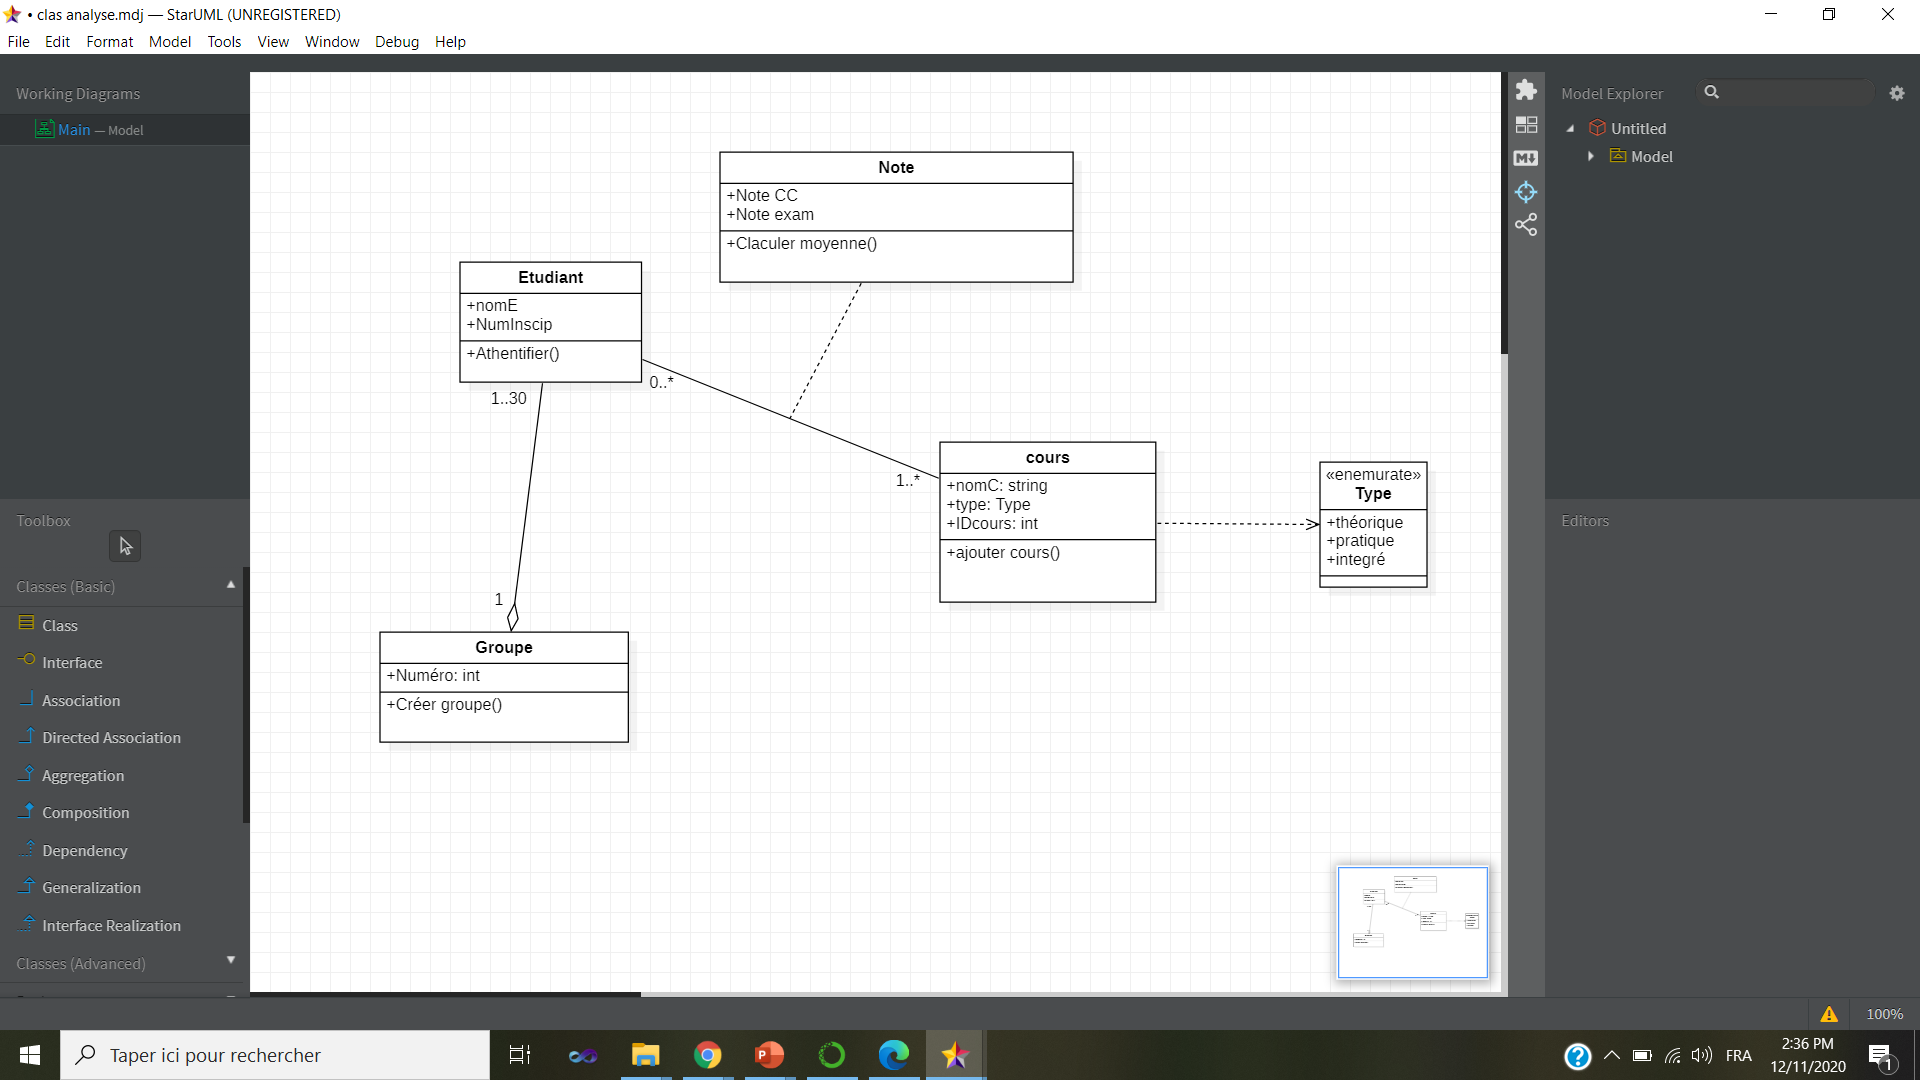 • clas analyse.mdj — StarUML (UNREGISTERED)
File Edit Format Model Tools View Window Debug Help
Working Diagrams
Main — Model
Toolbox
Classes (Basic)
Class
Interface
Association
Directed Association
Aggregation
Composition
Dependency
Generalization
Interface Realization
Classes (Advanced)
Note
+Note CC
+Note exam
+Claculer moyenne()
Etudiant
+nomE
+NumInscip
+Athentifier()
0..*
1..30
cours
+nomC: string
+type: Type
+IDcours: int
+ajouter cours()
1..*
«enemurate»
Type
+théorique
+pratique
+integré
1
Groupe
+Numéro: int
+Créer groupe()
Model Explorer
Untitled
Model
Editors
100%
Taper ici pour rechercher
FRA
2:36 PM
12/11/2020
1